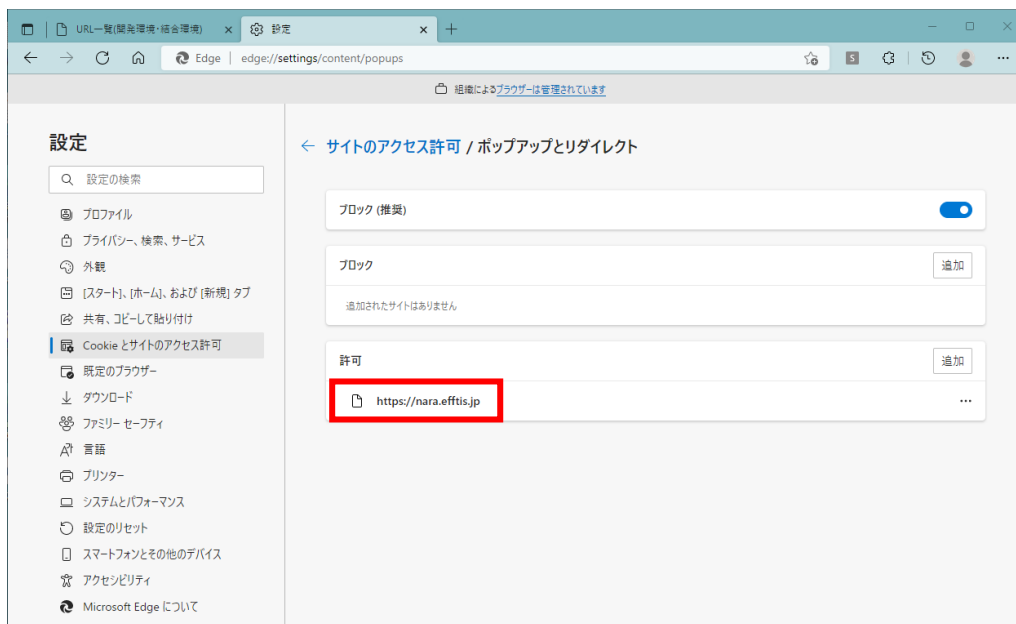 URL一覧(開発環境・結合環境)
設定
Edge
edge://settings/content/popups
S
組織によるブラウザーは管理されています
設定
設定の検索
プロファイル
プライバシー、検索、サービス
外観
[スタート]、[ホーム]、および [新規] タブ
共有、コピーして貼り付け
Cookie とサイトのアクセス許可
既定のブラウザー
ダウンロード
ファミリー セーフティ
言語
プリンター
システムとパフォーマンス
設定のリセット
スマートフォンとその他のデバイス
アクセシビリティ
Microsoft Edge について
サイトのアクセス許可 / ポップアップとリダイレクト
ブロック (推奨)
ブロック
追加
追加されたサイトはありません
許可
追加
https://nara.efftis.jp